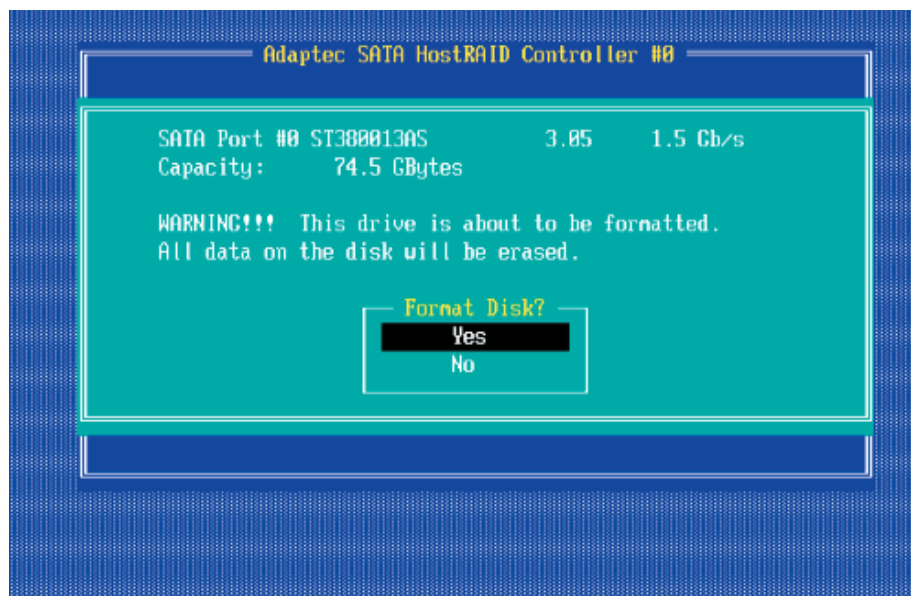 Adaptec SATA HostRAID Controller #0
SATA Port #0 ST380013AS 3.05 1.5 Gb/s
Capacity: 74.5 GBytes
WARNING!!! This drive is about to be formatted.
All data on the disk will be erased.
Format Disk?
Yes
No